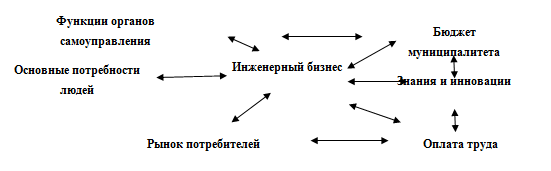 Функции органов
самоуправления
Бюджет
муниципалитета
Инженерный бизнес
Основные потребности
людей
Знания и инновации
Рынок потребителей
Оплата труда